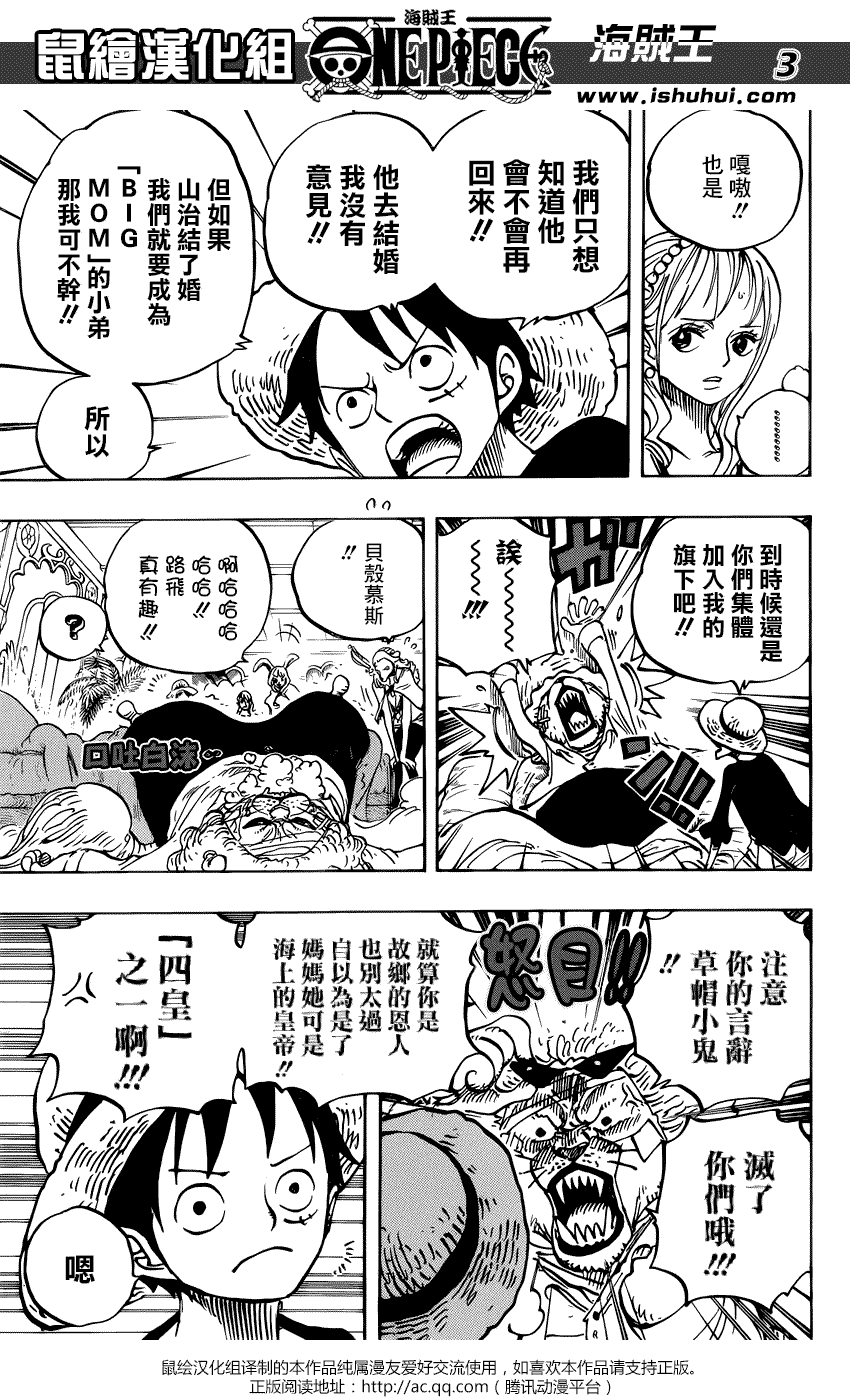 鼠繪漢化組
海賊王
ONE PIECE
海賊王
3
www.ishuhui.com
嘎嗷!!
也是
………
我們只想
知道他
會不會再
回來!!
他去結婚
我沒有
意見!!
但如果
山治結了婚
我們就要成為
「BIG
MOM」的小弟
那我可不幹!!
所以
到時候還是
你們集體
加入我的
旗下吧!!
誒~~~~!!!
貝殼慕斯
!!
啊哈哈哈
哈哈!!
路飛
真有趣!!
?
口吐白沫
注意
你的言辭
草帽小鬼
!!
怒目!!
滅了
你們哦!!!
就算你是
故鄉的恩人
也別太過
自以為是了
媽媽她可是
海上的皇帝!!
「四皇」
之一啊!!!
嗯
鼠绘汉化组译制的本作品纯属漫友爱好交流使用，如喜欢本作品请支持正版。
正版阅读地址：http://ac.qq.com（腾讯动漫平台）